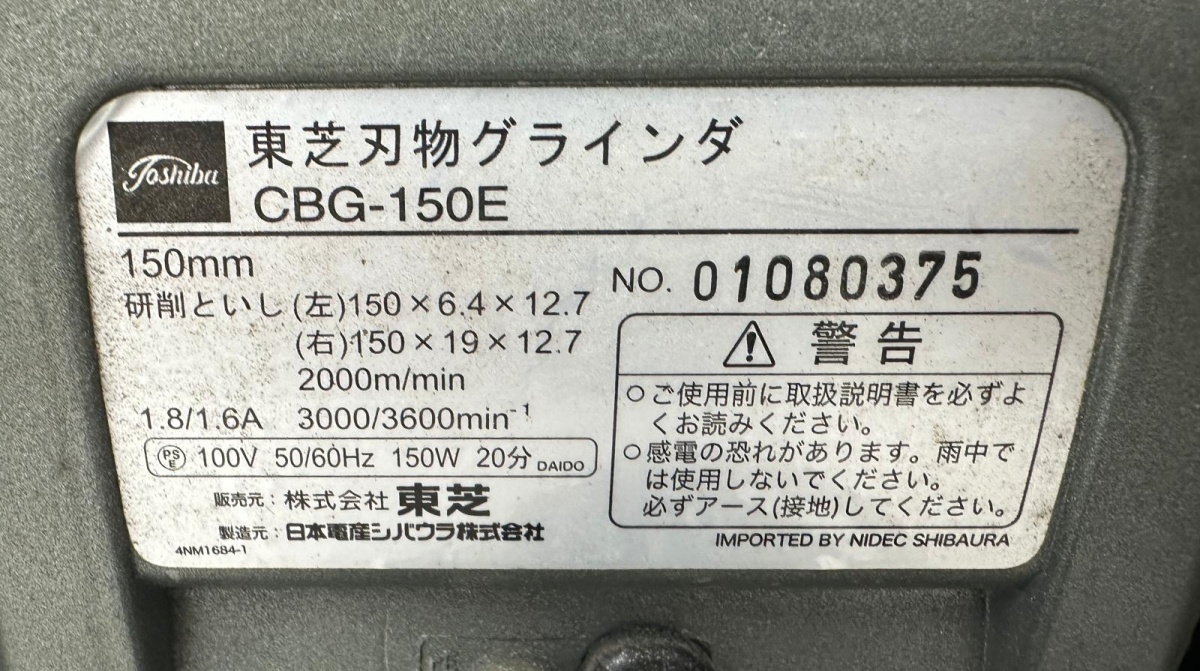 Toshiba
東芝刃物グラインダ
CBG-150E
150mm
研削といし(左)150×6.4×12.7
(右)150×19×12.7
2000m/min
1.8/1.6A 3000/3600min⁻¹
PSE 100V 50/60Hz 150W 20分 DAIDO
販売元:株式会社 東芝
製造元:日本電産シバウラ株式会社
4NM1684-1
NO. 01080375
警告
○ご使用前に取扱説明書を必ずよ
くお読みください。
○感電の恐れがあります。雨中で
は使用しないでください。
必ずアース(接地)してください。
IMPORTED BY NIDEC SHIBAURA